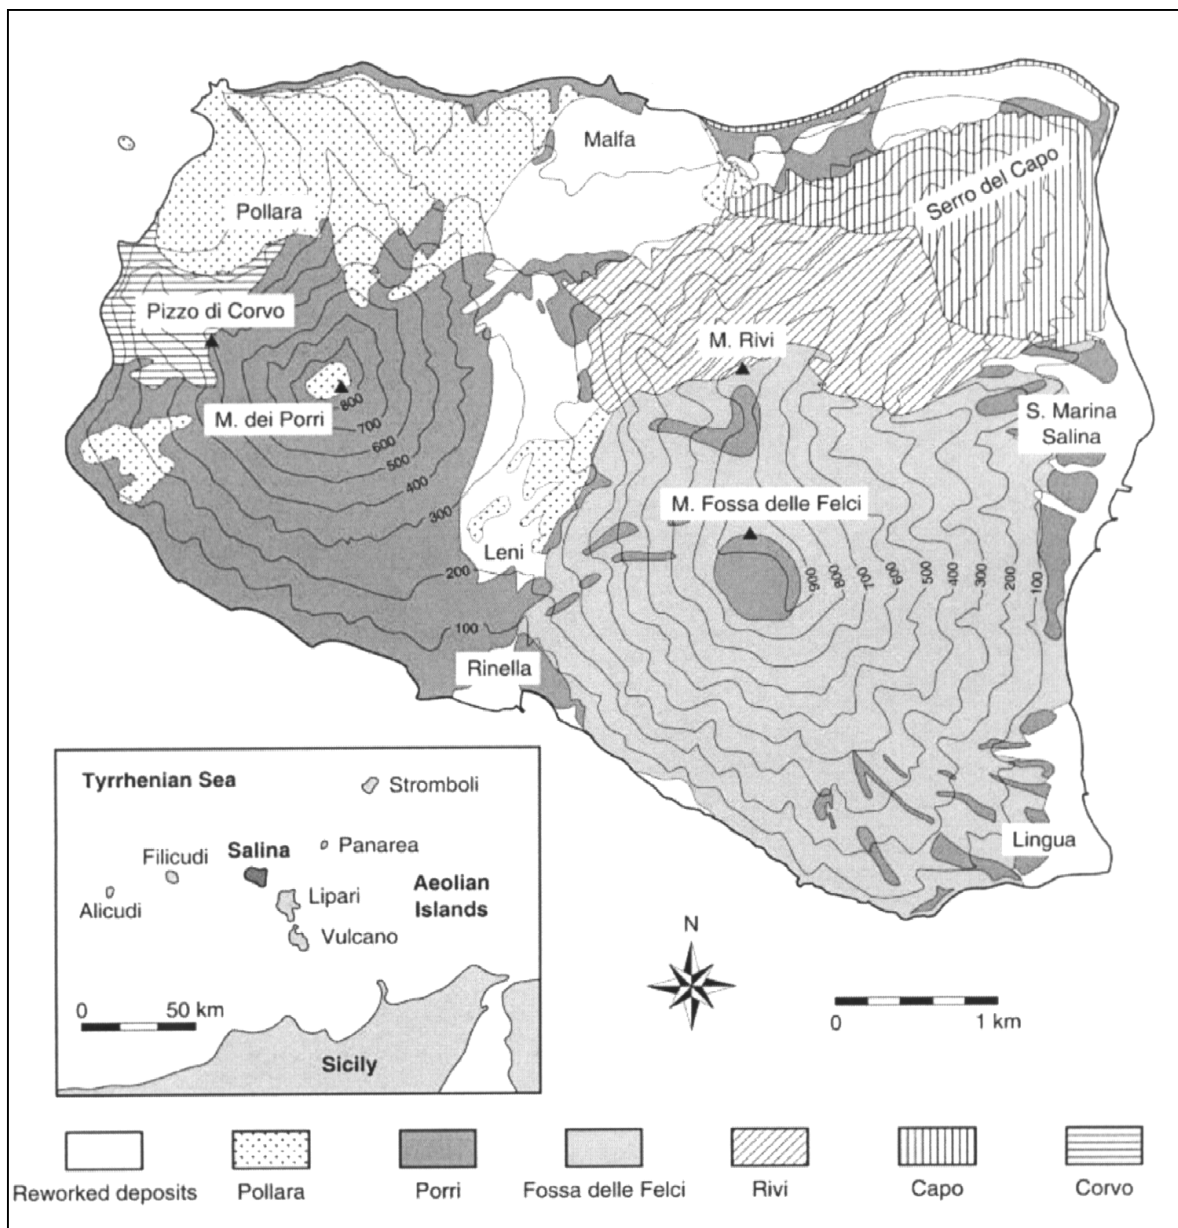 Malfa
Serro del Capo
Pollara
Pizzo di Corvo
M. Rivi
M. dei Porri
800
700
600
500
400
300
200
100
S. Marina
Salina
M. Fossa delle Felci
900
800
700
600
500
400
300
200
100
Leni
Rinella
Lingua
Tyrrhenian Sea
Stromboli
Filicudi
Salina
Panarea
Alicudi
Lipari
Aeolian
Islands
Vulcano
0
50 km
Sicily
N
0
1 km
Reworked deposits
Pollara
Porri
Fossa delle Felci
Rivi
Capo
Corvo